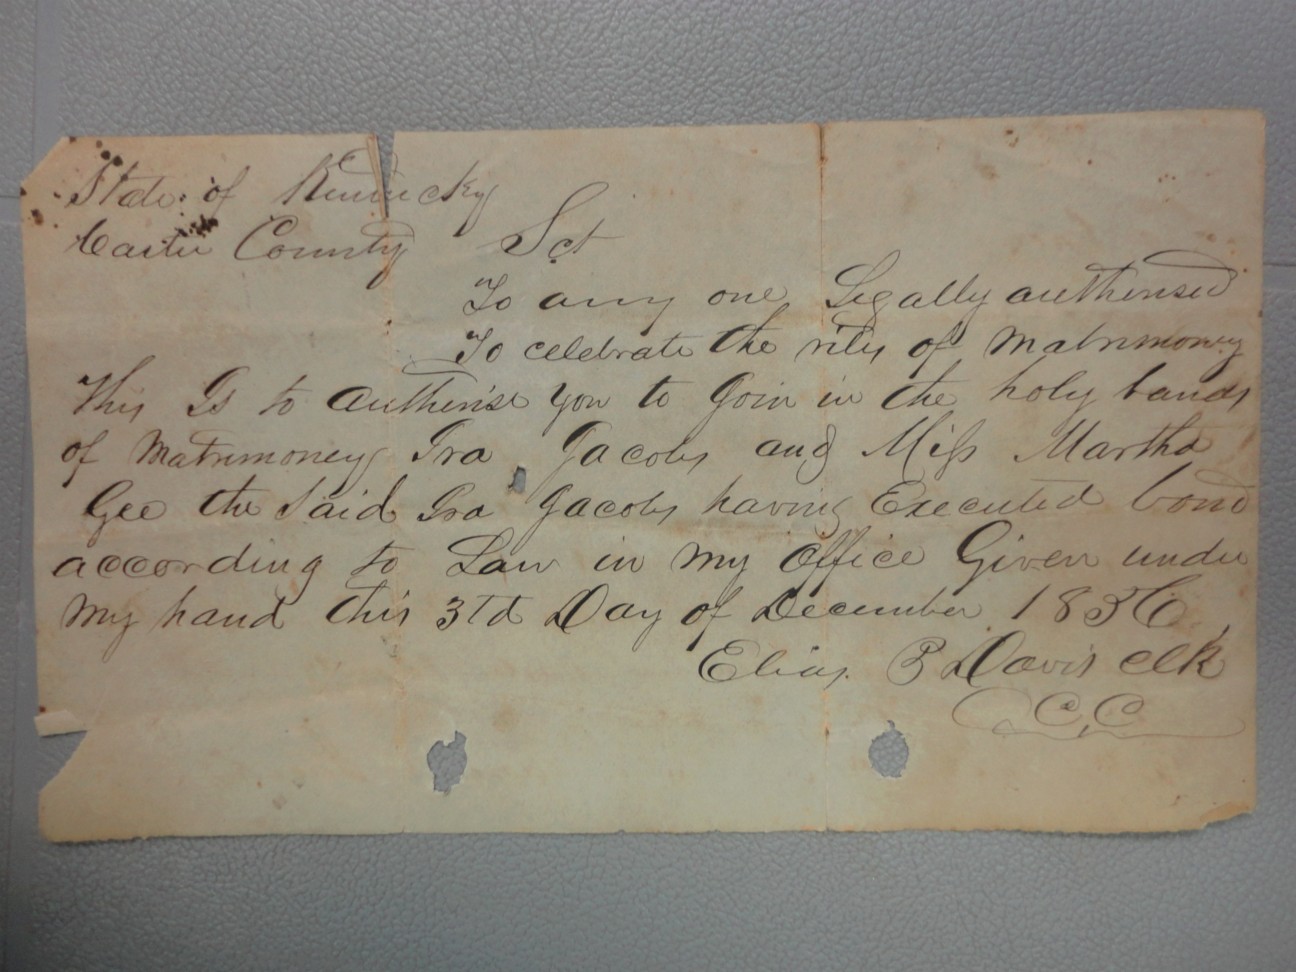 State of Kentucky
Carter County Sct
To any one Legally autherised
To celebrate the rites of Matrimoney
This Is to autherise you to Join in the holy bands
of Matrimoney Ira Jacobs and Miss Martha
Gee the Said Ira Jacobs having Executed bond
according to Law in my office Given under
my hand this 3rd Day of December 1856
Elias P Davis Clk
C.C.C